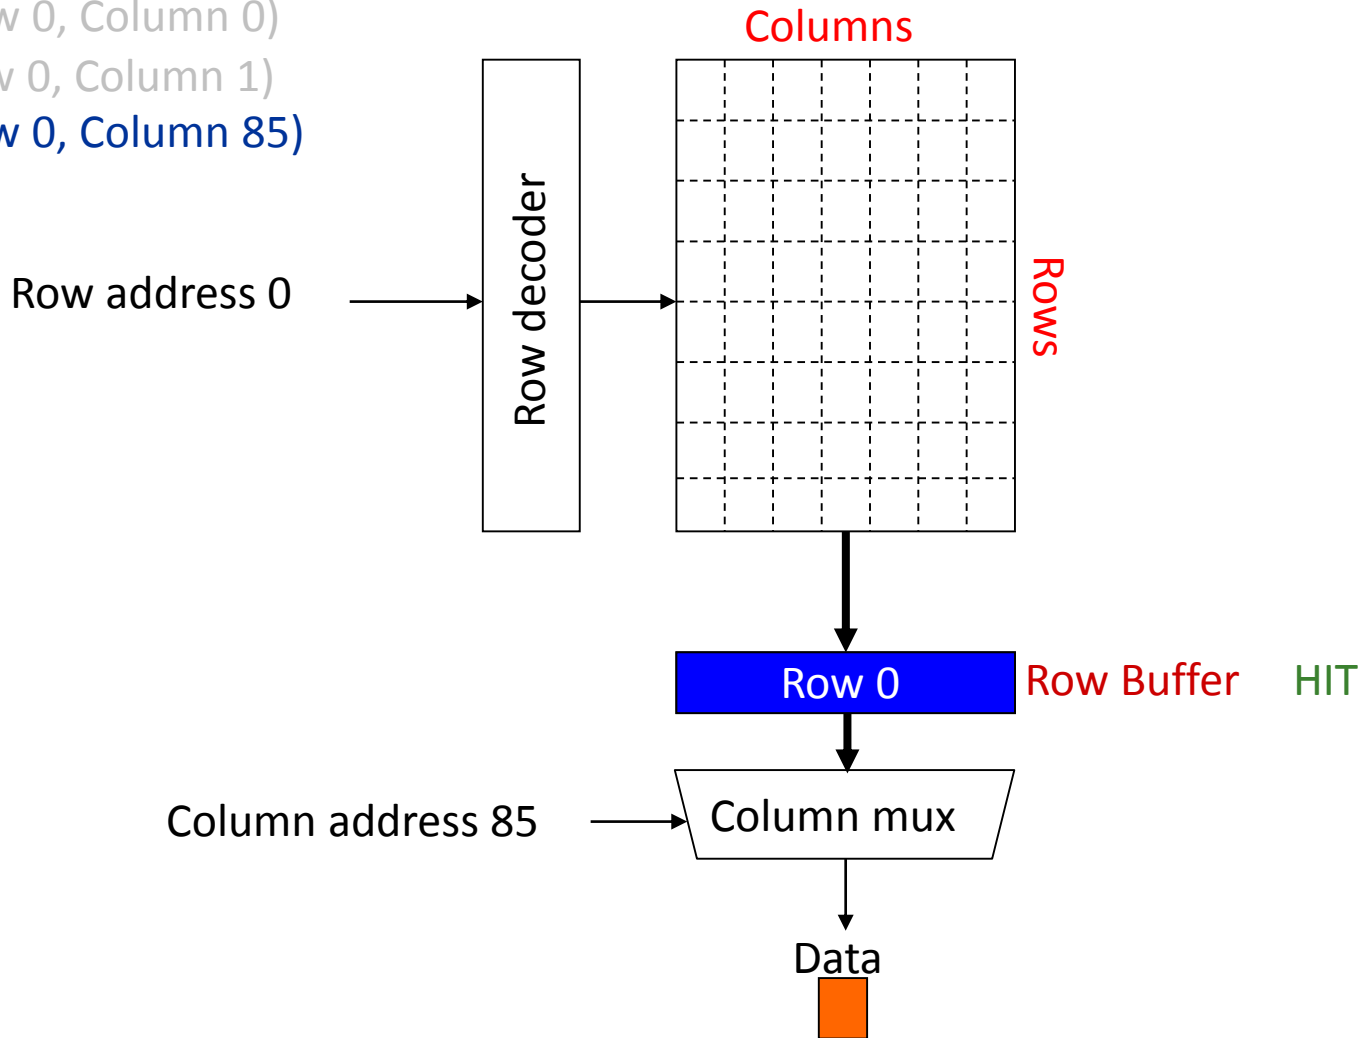 w 0, Column 0)
w 0, Column 1)
w 0, Column 85)
Columns
Row decoder
Row address 0
Rows
Row 0
Row Buffer HIT
Column address 85
Column mux
Data